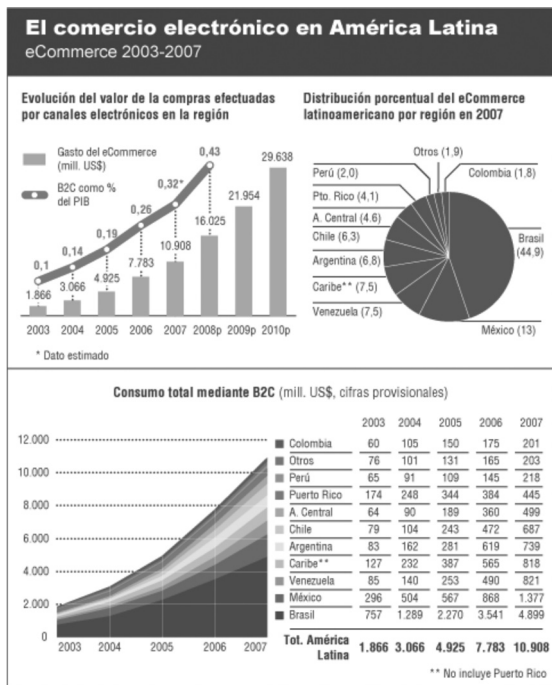 El comercio electrónico en América Latina
eCommerce 2003-2007
Evolución del valor de la compras efectuadas
por canales electrónicos en la región
Gasto del eCommerce
(mill. US$)
B2C como %
del PIB
0,1
0,14
0,19
0,26
0,32*
0,43
1.866
3.066
4.925
7.783
10.908
16.025
21.954
29.638
2003 2004 2005 2006 2007 2008p 2009p 2010p
* Dato estimado
Distribución porcentual del eCommerce
latinoamericano por región en 2007
Otros (1,9)
Perú (2,0)
Colombia (1,8)
Pto. Rico (4,1)
A. Central (4.6)
Chile (6,3)
Argentina (6,8)
Caribe** (7,5)
Venezuela (7,5)
Brasil
(44,9)
México (13)
Consumo total mediante B2C (mill. US$, cifras provisionales)
12.000
10.000
8.000
6.000
4.000
2.000
0
2003 2004 2005 2006 2007
2003 2004 2005 2006 2007
Colombia 60 105 150 175 201
Otros 76 101 131 165 203
Perú 65 91 109 145 218
Puerto Rico 174 248 344 384 445
A. Central 64 90 189 360 499
Chile 79 104 243 472 687
Argentina 83 162 281 619 739
Caribe** 127 232 387 565 818
Venezuela 85 140 253 490 821
México 296 504 567 868 1.377
Brasil 757 1.289 2.270 3.541 4.899
Tot. América
Latina 1.866 3.066 4.925 7.783 10.908
** No incluye Puerto Rico